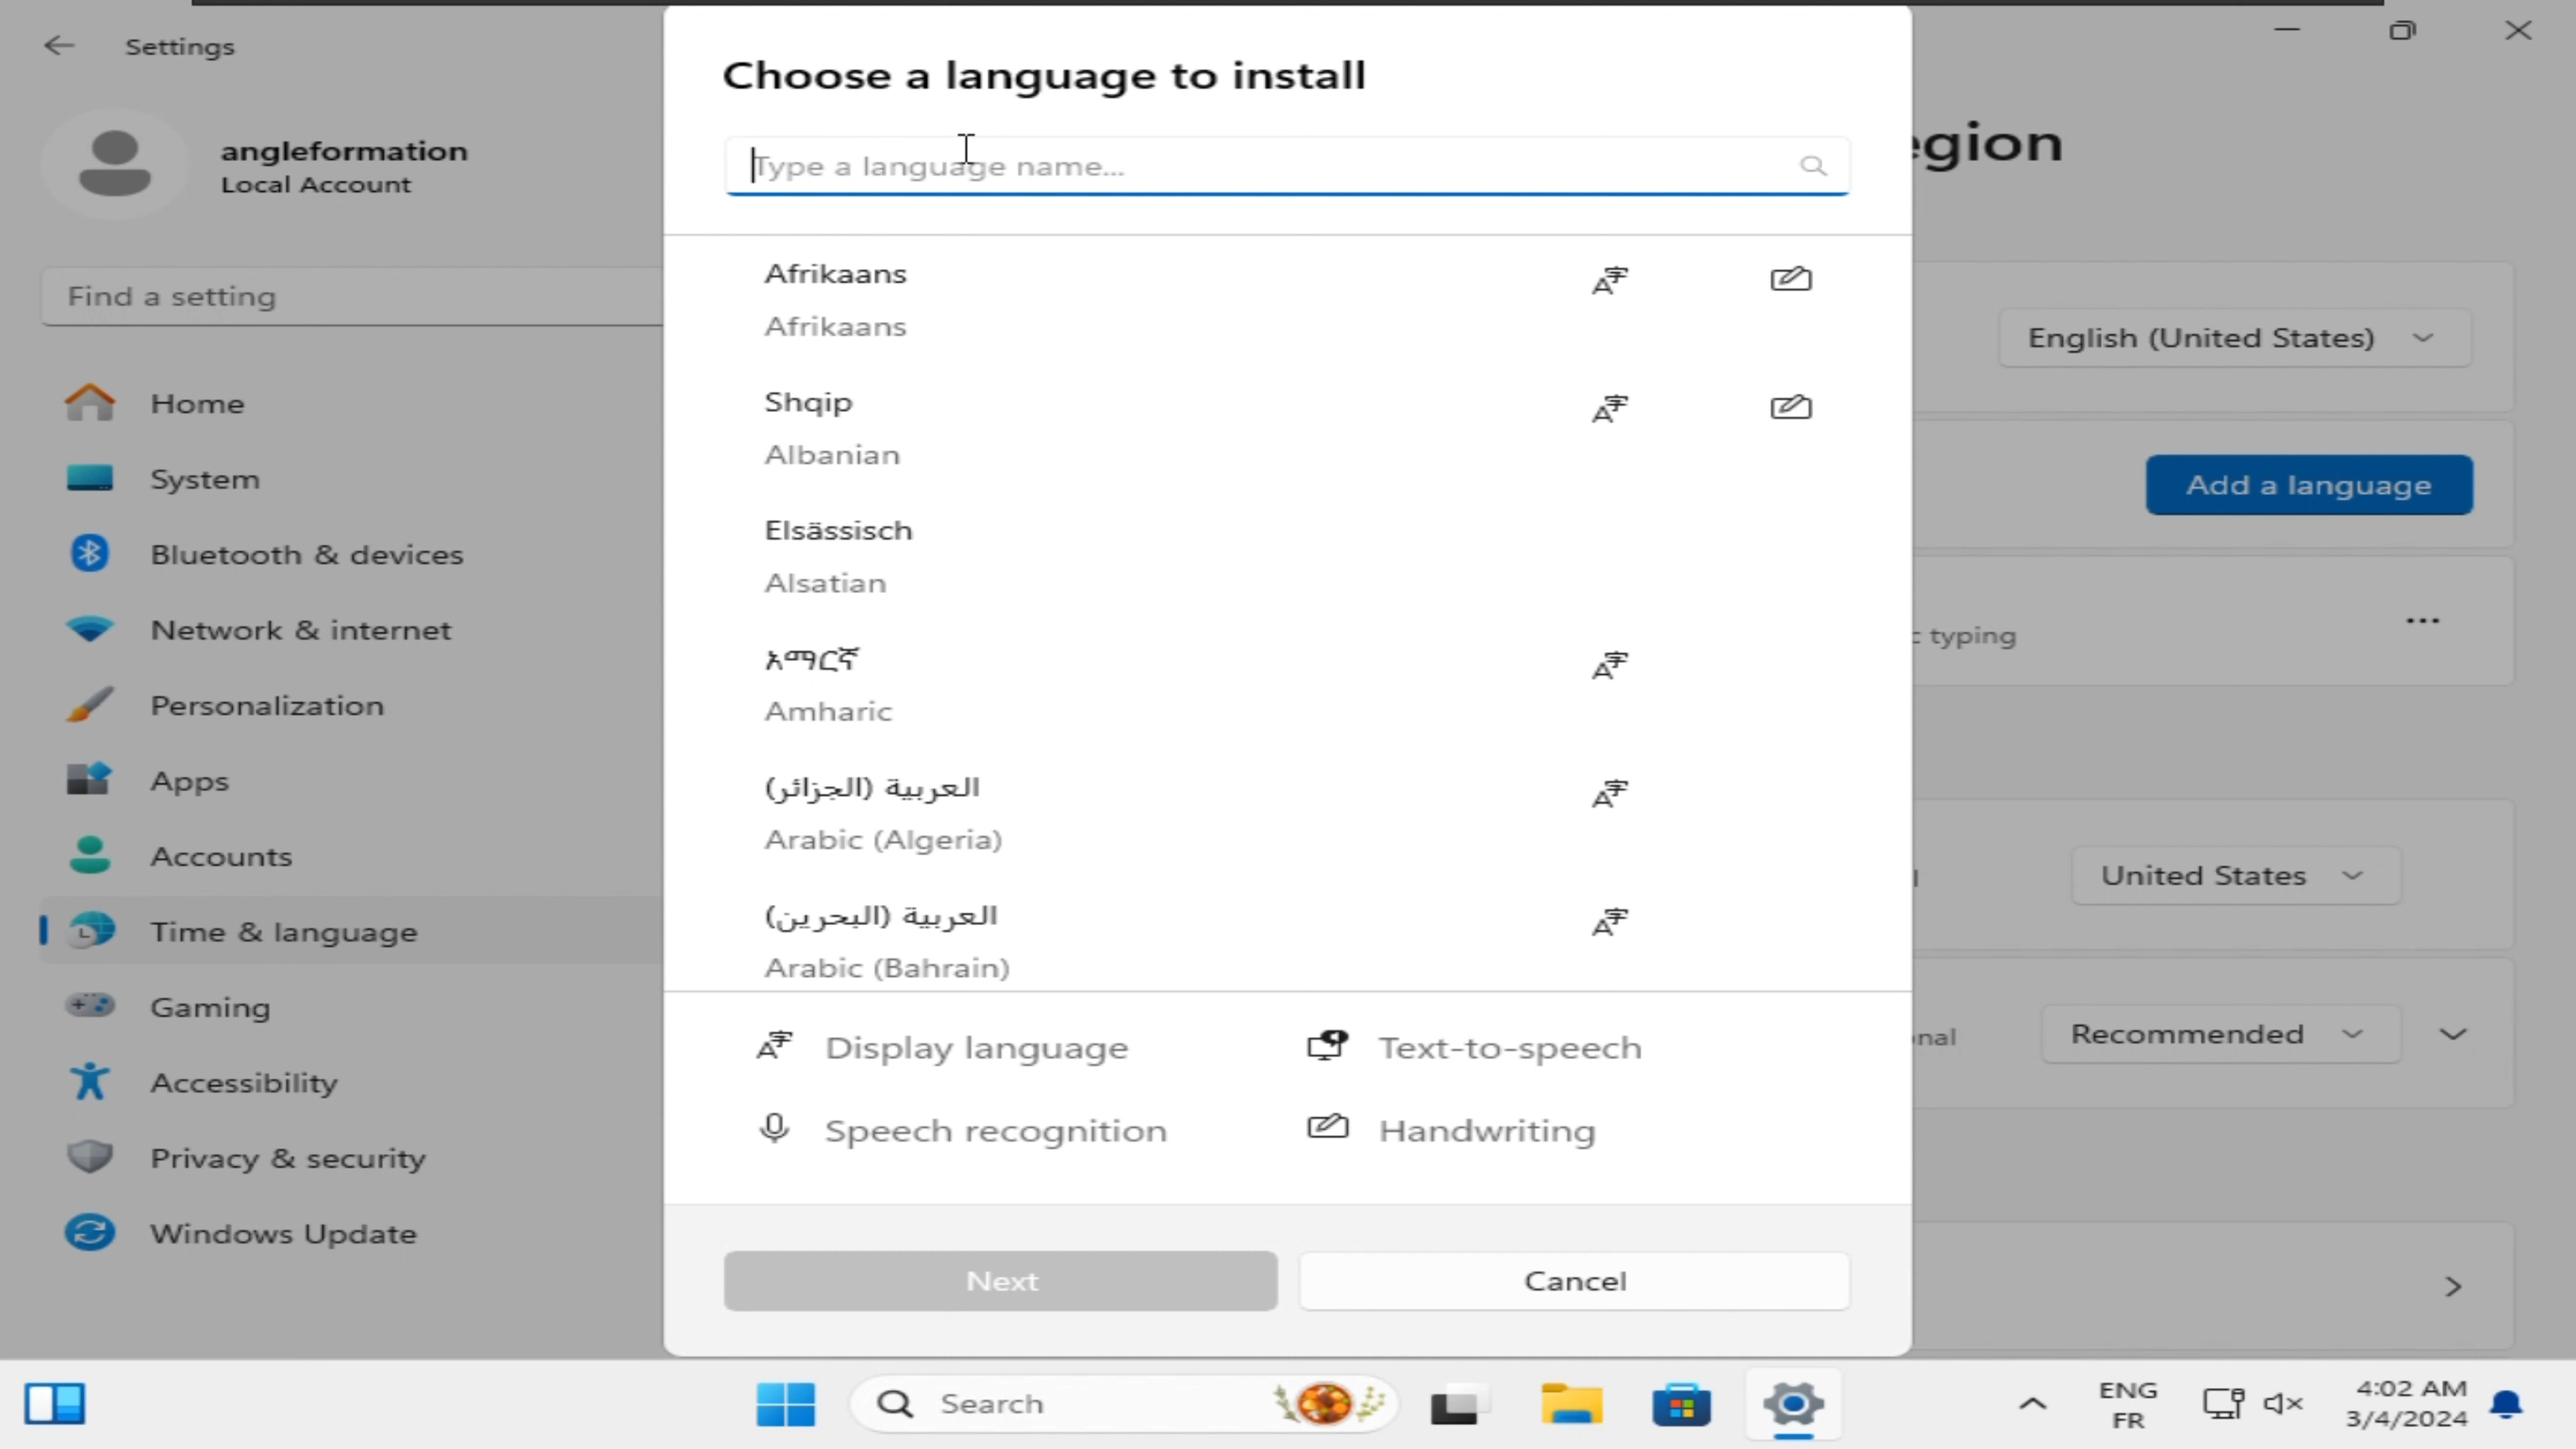 Settings
angleformation
Local Account
Find a setting
Home
System
Bluetooth & devices
Network & internet
Personalization
Apps
Accounts
Time & language
Gaming
Accessibility
Privacy & security
Windows Update
Choose a language to install
Type a language name...
Afrikaans
Afrikaans
Shqip
Albanian
Elsässisch
Alsatian
አማርኛ
Amharic
العربية (الجزائر)
Arabic (Algeria)
العربية (البحرين)
Arabic (Bahrain)
Display language
Text-to-speech
Speech recognition
Handwriting
Next
Cancel
egion
English (United States)
Add a language
typing
United States
nal
Recommended
Search
ENG
FR
4:02 AM
3/4/2024